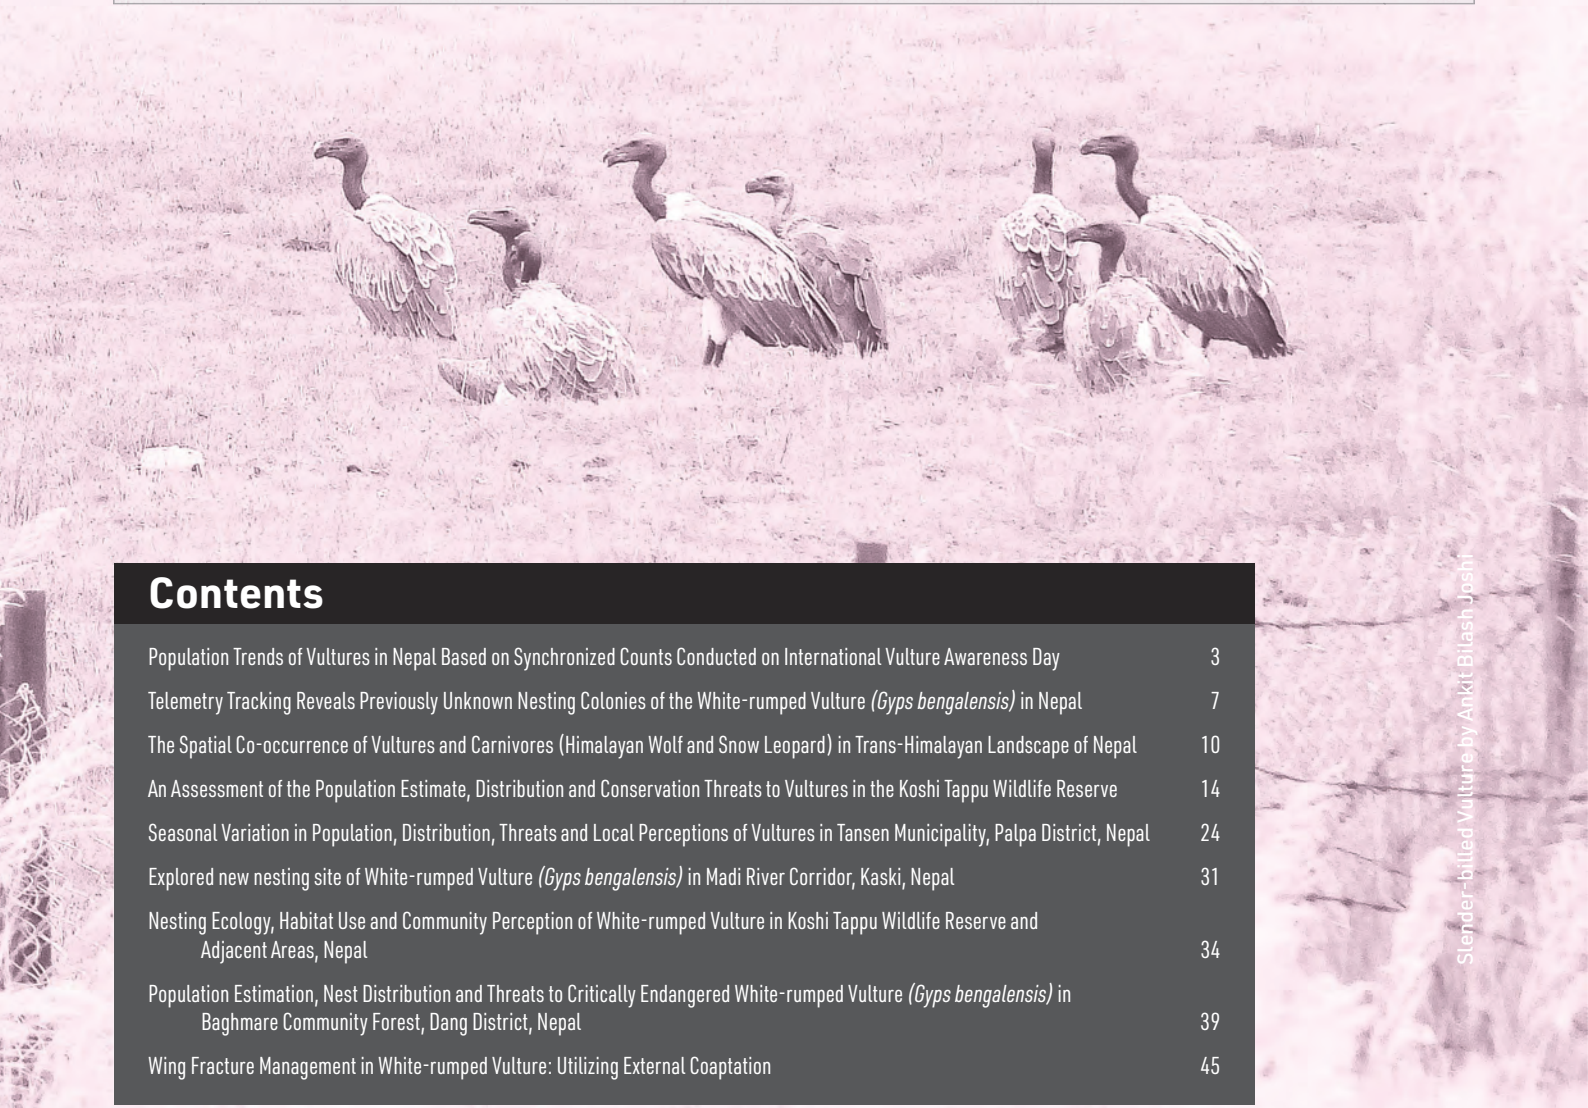 Contents
Population Trends of Vultures in Nepal Based on Synchronized Counts Conducted on International Vulture Awareness Day 3
Telemetry Tracking Reveals Previously Unknown Nesting Colonies of the White-rumped Vulture (Gyps bengalensis) in Nepal 7
The Spatial Co-occurrence of Vultures and Carnivores (Himalayan Wolf and Snow Leopard) in Trans-Himalayan Landscape of Nepal 10
An Assessment of the Population Estimate, Distribution and Conservation Threats to Vultures in the Koshi Tappu Wildlife Reserve 14
Seasonal Variation in Population, Distribution, Threats and Local Perceptions of Vultures in Tansen Municipality, Palpa District, Nepal 24
Explored new nesting site of White-rumped Vulture (Gyps bengalensis) in Madi River Corridor, Kaski, Nepal 31
Nesting Ecology, Habitat Use and Community Perception of White-rumped Vulture in Koshi Tappu Wildlife Reserve and
Adjacent Areas, Nepal 34
Population Estimation, Nest Distribution and Threats to Critically Endangered White-rumped Vulture (Gyps bengalensis) in
Baghmare Community Forest, Dang District, Nepal 39
Wing Fracture Management in White-rumped Vulture: Utilizing External Coaptation 45
Slender-billed Vulture by Ankit Bilash Joshi